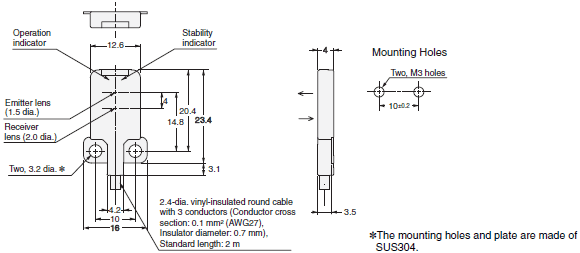 Operation
indicator
Stability
indicator
12.6
4
Mounting Holes
Two, M3 holes
10±0.2
Emitter lens
(1.5 dia.)
Receiver
lens (2.0 dia.)
4
20.4
14.8
23.4
Two, 3.2 dia. ✻
3.1
4.2
10
16
3.5
2.4-dia. vinyl-insulated round cable
with 3 conductors (Conductor cross
section: 0.1 mm² (AWG27),
Insulator diameter: 0.7 mm),
Standard length: 2 m
✻The mounting holes and plate are made of
SUS304.